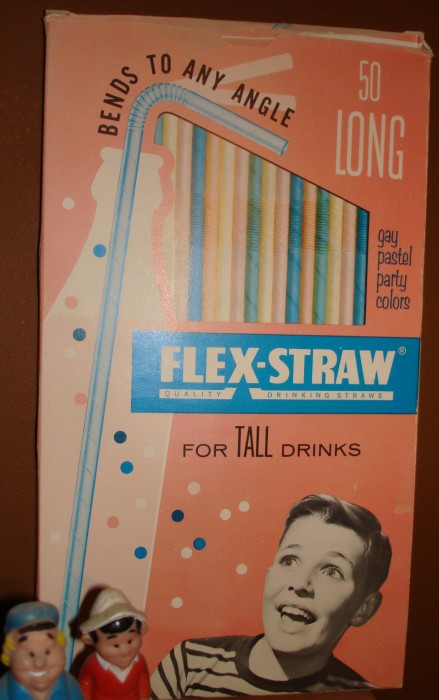 BENDS TO ANY ANGLE
50
LONG
gay
pastel
party
colors
FLEX-STRAW®
QUALITY DRINKING STRAWS
FOR TALL DRINKS